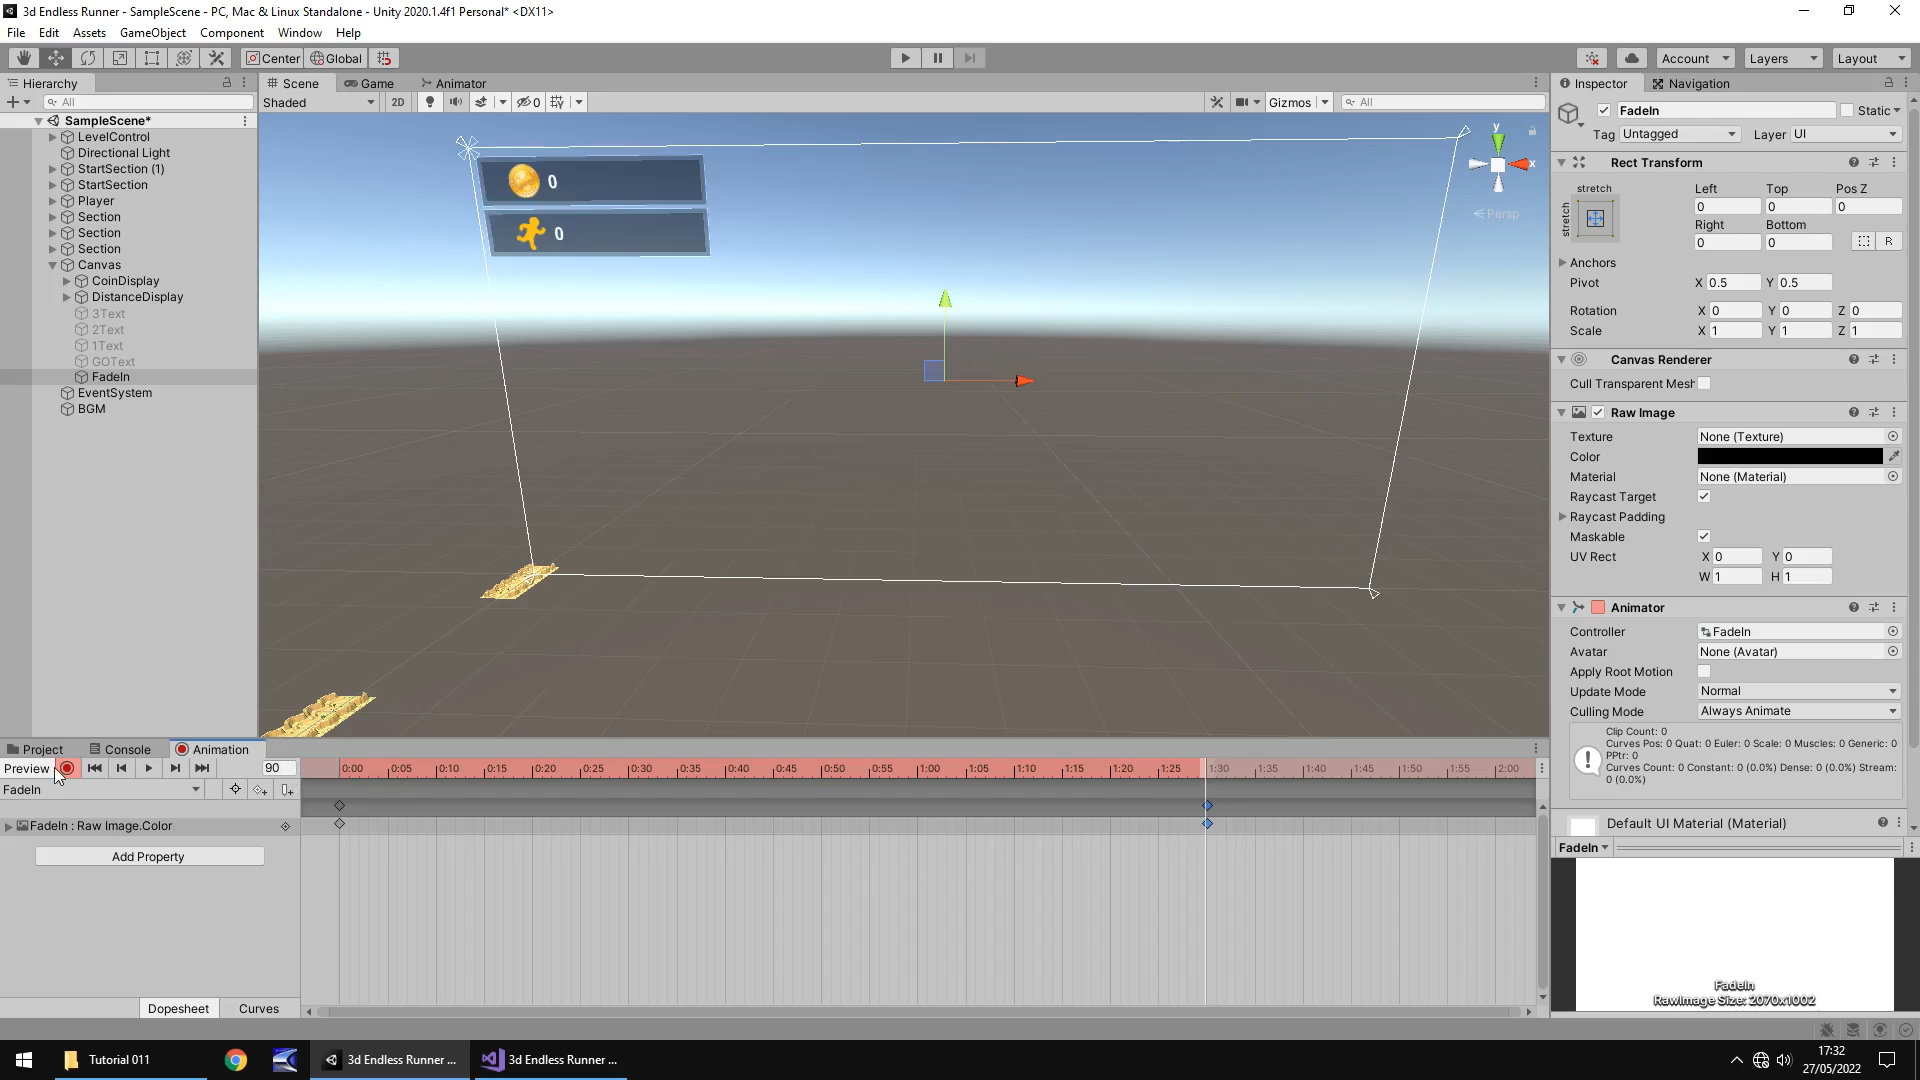 3d Endless Runner - SampleScene - PC, Mac & Linux Standalone - Unity 2020.1.4f1 Personal* <DX11>
File Edit Assets GameObject Component Window Help
Center Global Account Layers Layout
Hierarchy
All
SampleScene*
LevelControl
Directional Light
StartSection (1)
StartSection
Player
Section
Section
Section
Canvas
CoinDisplay
DistanceDisplay
3Text
2Text
1Text
GOText
FadeIn
EventSystem
BGM
Scene Game Animator
Shaded 2D 0 Gizmos All
0
0
y
x
Persp
Inspector Navigation
FadeIn Static
Tag Untagged Layer UI
Rect Transform
stretch Left Top Pos Z
stretch
0 0 0
Right Bottom
0 0 R
Anchors
Pivot X 0.5 Y 0.5
Rotation X 0 Y 0 Z 0
Scale X 1 Y 1 Z 1
Canvas Renderer
Cull Transparent Mesh
Raw Image
Texture None (Texture)
Color
Material None (Material)
Raycast Target
Raycast Padding
Maskable
UV Rect X 0 Y 0
W 1 H 1
Animator
Controller FadeIn
Avatar None (Avatar)
Apply Root Motion
Update Mode Normal
Culling Mode Always Animate
Clip Count: 0
Curves Pos: 0 Quat: 0 Euler: 0 Scale: 0 Muscles: 0 Generic: 0
PPtr: 0
Curves Count: 0 Constant: 0 (0.0%) Dense: 0 (0.0%) Stream:
0 (0.0%)
Default UI Material (Material)
FadeIn
FadeIn
RawImage Size: 2070x1002
Project Console Animation
Preview 90
0:00 0:05 0:10 0:15 0:20 0:25 0:30 0:35 0:40 0:45 0:50 0:55 1:00 1:05 1:10 1:15 1:20 1:25 1:30 1:35 1:40 1:45 1:50 1:55 2:00
FadeIn
FadeIn : Raw Image.Color
Add Property
Dopesheet Curves
Tutorial 011
3d Endless Runner ...
3d Endless Runner ...
17:32
27/05/2022